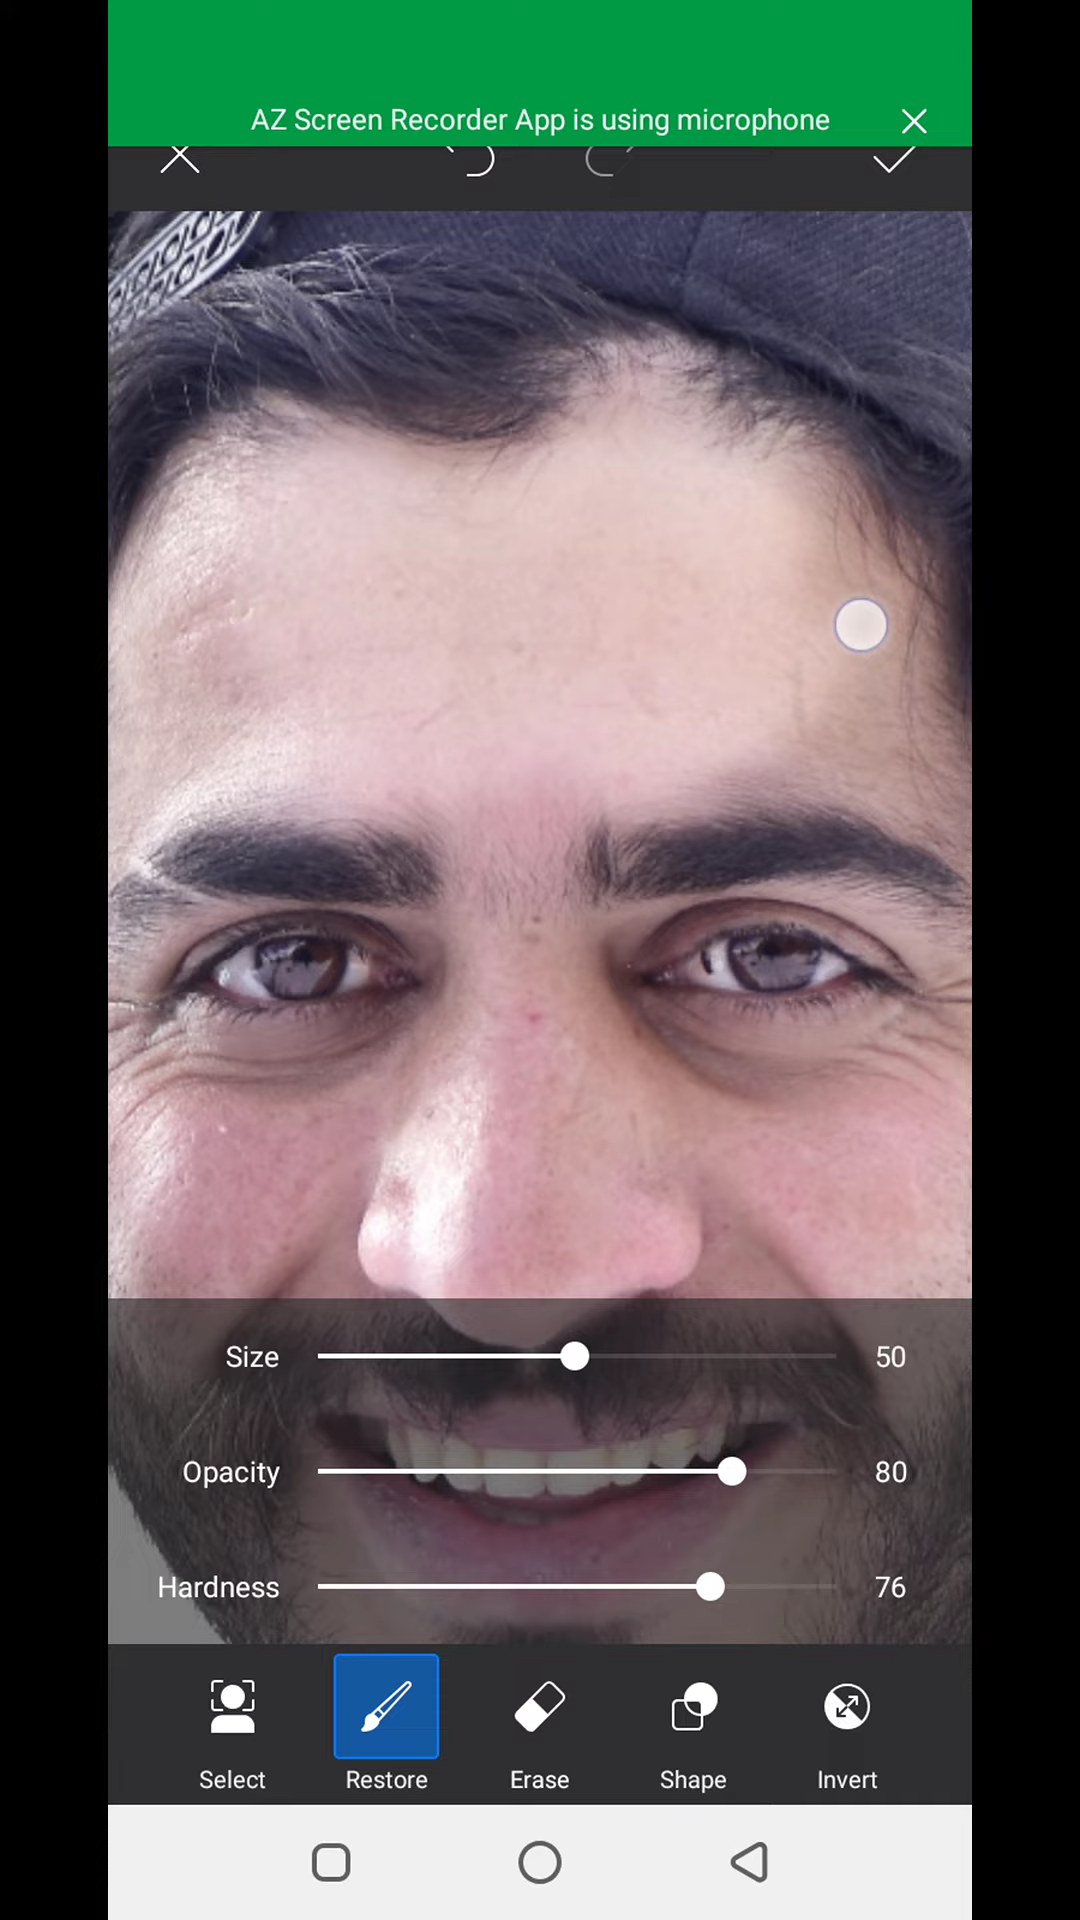 AZ Screen Recorder App is using microphone
Size 50
Opacity 80
Hardness 76
Select Restore Erase Shape Invert